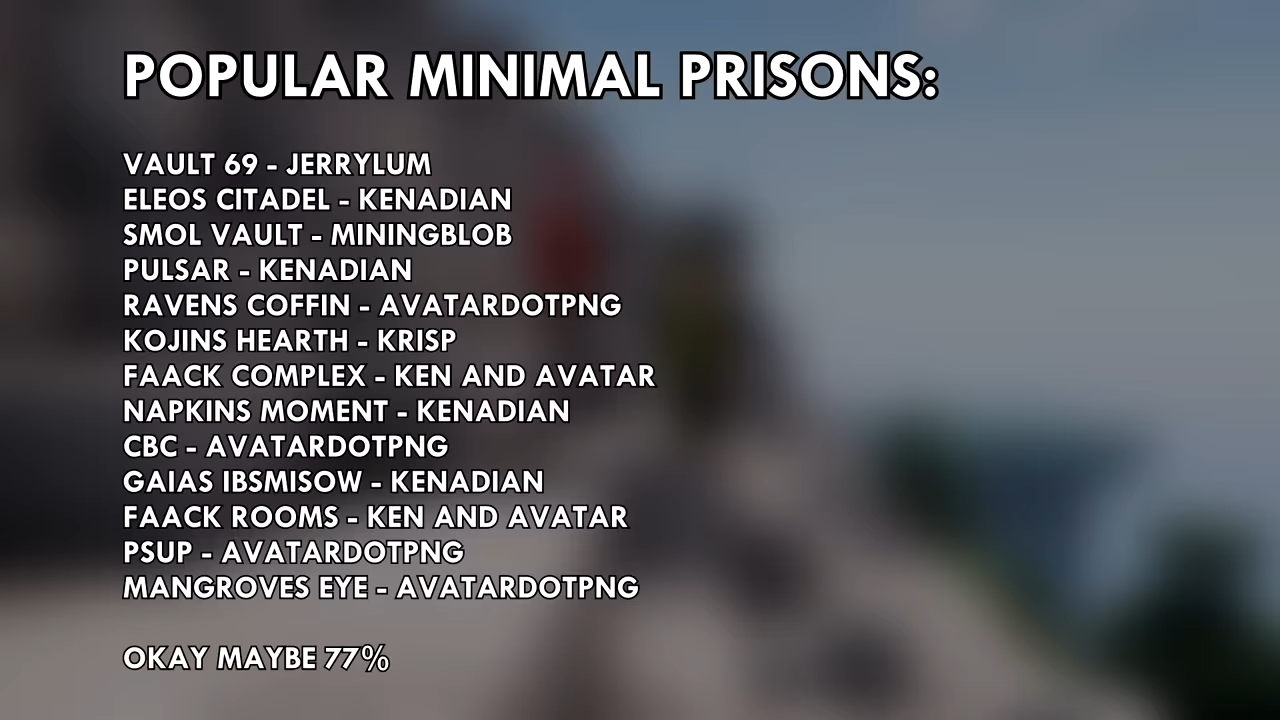 POPULAR MINIMAL PRISONS:
VAULT 69 - JERRYLUM
ELEOS CITADEL - KENADIAN
SMOL VAULT - MININGBLOB
PULSAR - KENADIAN
RAVENS COFFIN - AVATARDOTPNG
KOJINS HEARTH - KRISP
FAACK COMPLEX - KEN AND AVATAR
NAPKINS MOMENT - KENADIAN
CBC - AVATARDOTPNG
GAIAS IBSMISOW - KENADIAN
FAACK ROOMS - KEN AND AVATAR
PSUP - AVATARDOTPNG
MANGROVES EYE - AVATARDOTPNG
OKAY MAYBE 77%